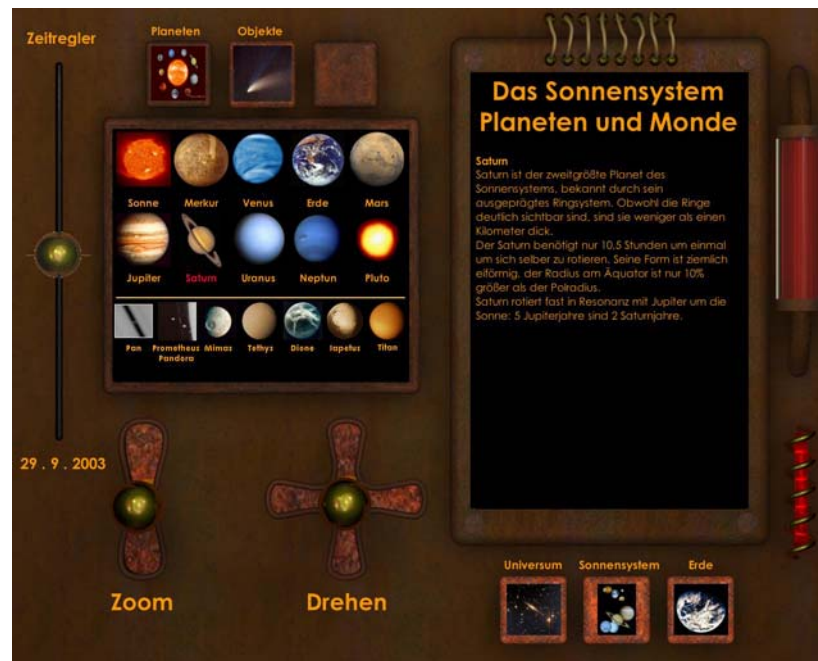 Zeitregler
Planeten
Objekte
Sonne Merkur Venus Erde Mars
Jupiter Saturn Uranus Neptun Pluto
Pan Prometheus Mimas Tethys Dione Iapetus Titan
Pandora
29 . 9 . 2003
Zoom
Drehen
Das Sonnensystem
Planeten und Monde
Saturn
Saturn ist der zweitgrößte Planet des
Sonnensystems, bekannt durch sein
ausgeprägtes Ringsystem. Obwohl die Ringe
deutlich sichtbar sind, sind sie weniger als einen
Kilometer dick.
Der Saturn benötigt nur 10,5 Stunden um einmal
um sich selber zu rotieren. Seine Form ist ziemlich
eiförmig, der Radius am Äquator ist nur 10%
größer als der Polradius.
Saturn rotiert fast in Resonanz mit Jupiter um die
Sonne: 5 Jupiterjahre sind 2 Saturnjahre.
Universum Sonnensystem Erde